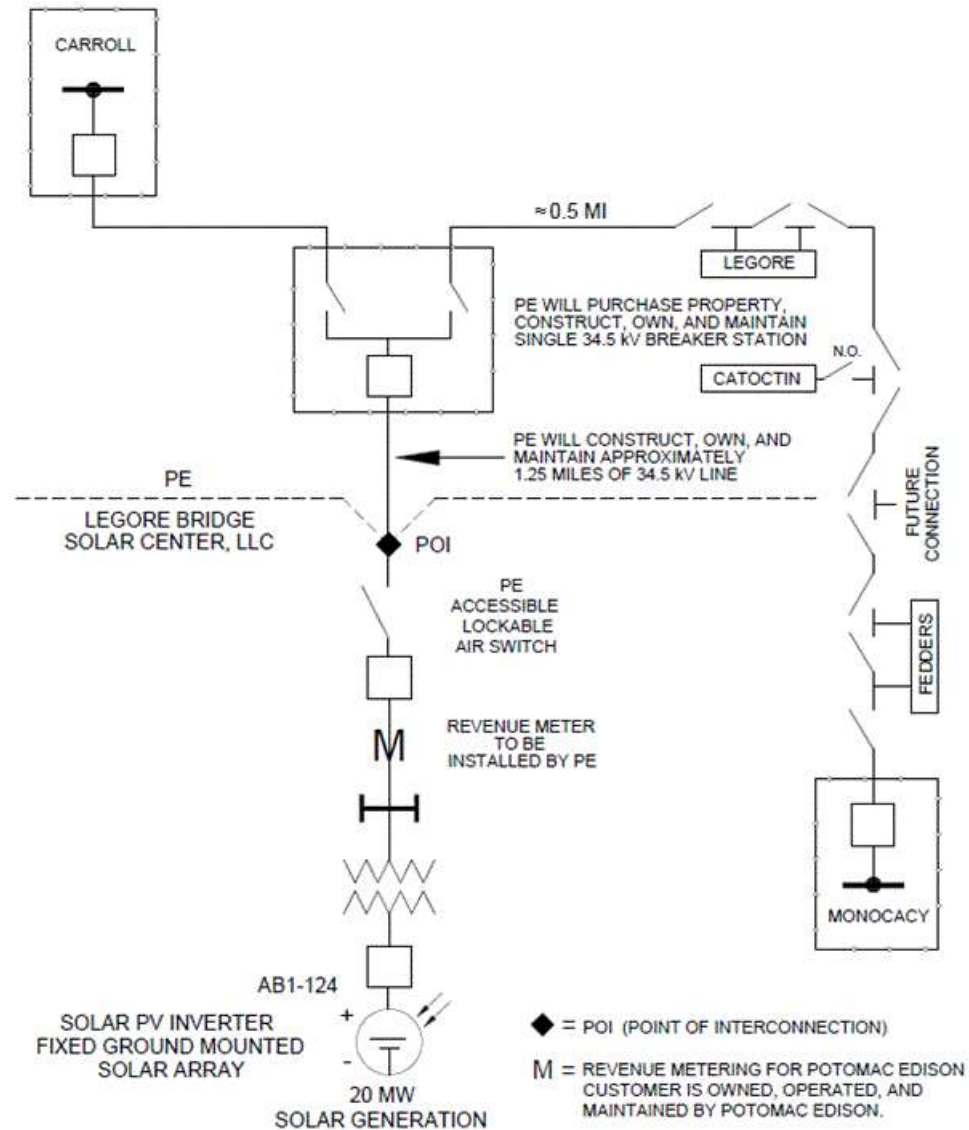 CARROLL
≈0.5 MI
LEGORE
PE WILL PURCHASE PROPERTY,
CONSTRUCT, OWN, AND MAINTAIN
SINGLE 34.5 kV BREAKER STATION
N.O.
CATOCTIN
PE WILL CONSTRUCT, OWN, AND
MAINTAIN APPROXIMATELY
1.25 MILES OF 34.5 kV LINE
PE
LEGORE BRIDGE
SOLAR CENTER, LLC
POI
FUTURE
CONNECTION
PE
ACCESSIBLE
LOCKABLE
AIR SWITCH
FEDDERS
REVENUE METER
TO BE
INSTALLED BY PE
M
MONOCACY
AB1-124
SOLAR PV INVERTER
FIXED GROUND MOUNTED
SOLAR ARRAY
+
-
20 MW
SOLAR GENERATION
= POI (POINT OF INTERCONNECTION)
M = REVENUE METERING FOR POTOMAC EDISON
CUSTOMER IS OWNED, OPERATED, AND
MAINTAINED BY POTOMAC EDISON.